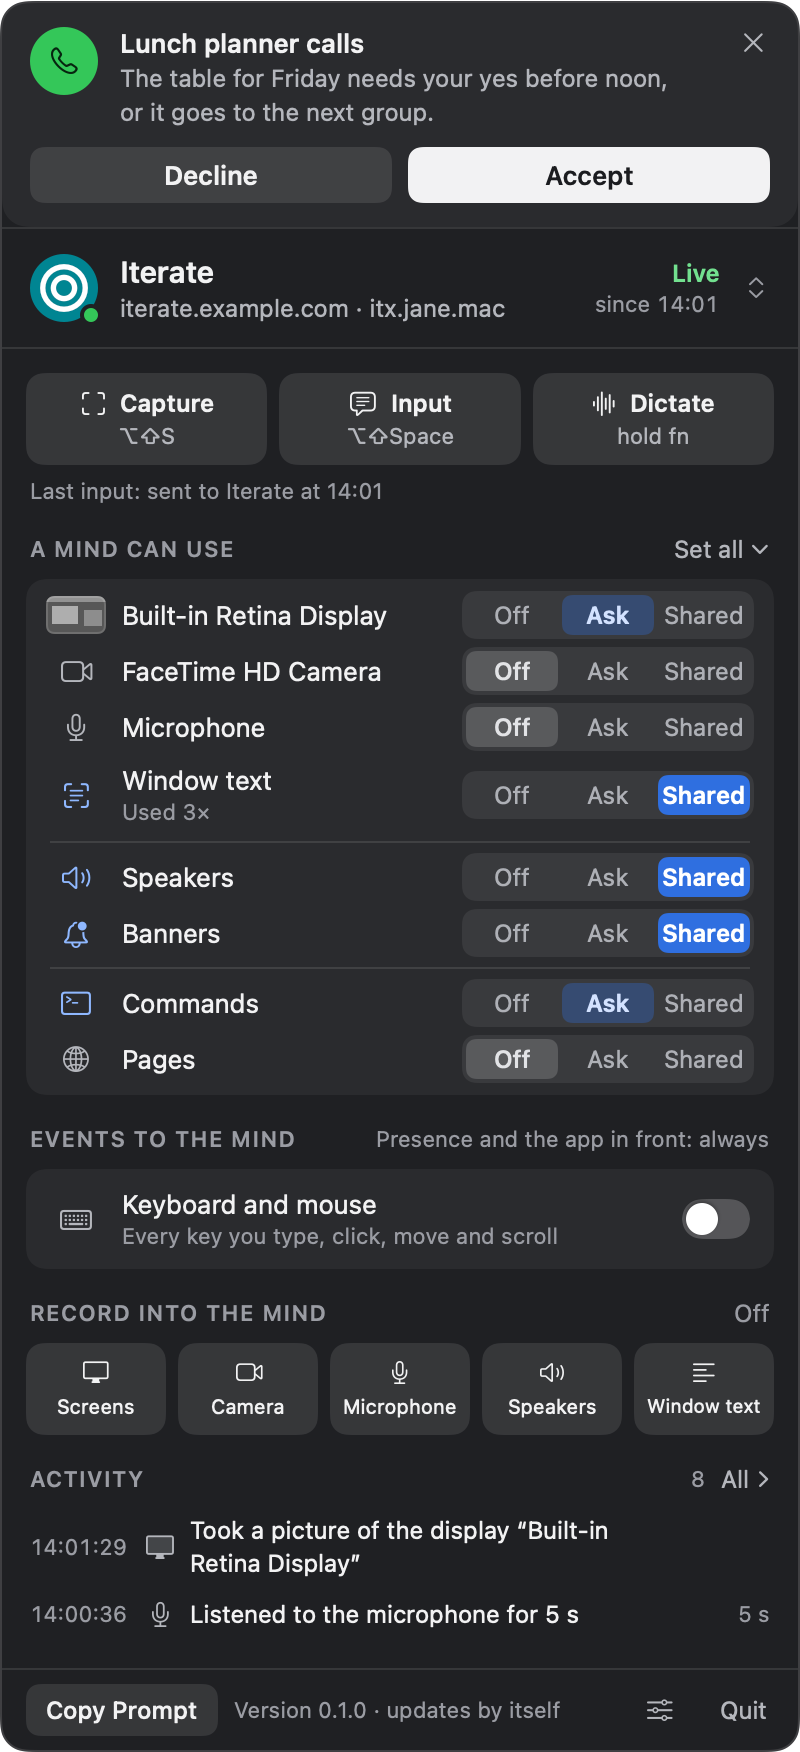 Lunch planner calls
The table for Friday needs your yes before noon,
or it goes to the next group.
Decline
Accept
Iterate
iterate.example.com · itx.jane.mac
Live
since 14:01
Capture
⌥⇧S
Input
⌥⇧Space
Dictate
hold fn
Last input: sent to Iterate at 14:01
A MIND CAN USE
Set all
Built-in Retina Display
Off Ask Shared
FaceTime HD Camera
Off Ask Shared
Microphone
Off Ask Shared
Window text
Used 3×
Off Ask Shared
Speakers
Off Ask Shared
Banners
Off Ask Shared
Commands
Off Ask Shared
Pages
Off Ask Shared
EVENTS TO THE MIND
Presence and the app in front: always
Keyboard and mouse
Every key you type, click, move and scroll
RECORD INTO THE MIND
Off
Screens
Camera
Microphone
Speakers
Window text
ACTIVITY
8 All
14:01:29
Took a picture of the display “Built-in
Retina Display”
14:00:36
Listened to the microphone for 5 s
5 s
Copy Prompt
Version 0.1.0 · updates by itself
Quit